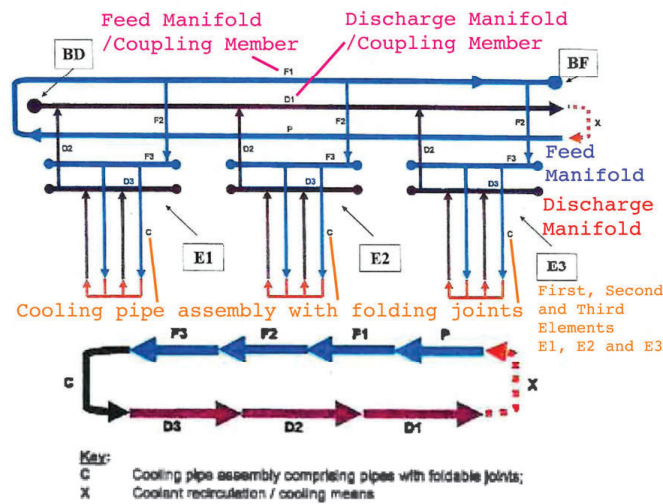 Feed Manifold
/Coupling Member
Discharge Manifold
/Coupling Member
BD
F1
BF
D1
F2
F2
F2
X
P
D2
D2
D2
F3
F3
F3
Feed
Manifold
D3
D3
D3
Discharge
Manifold
C
C
C
E1
E2
E3
Cooling pipe assembly with folding joints
First, Second
and Third
Elements
E1, E2 and E3
F3
F2
F1
P
C
X
D3
D2
D1
Key:
C Cooling pipe assembly comprising pipes with foldable joints;
X Coolant recirculation / cooling means